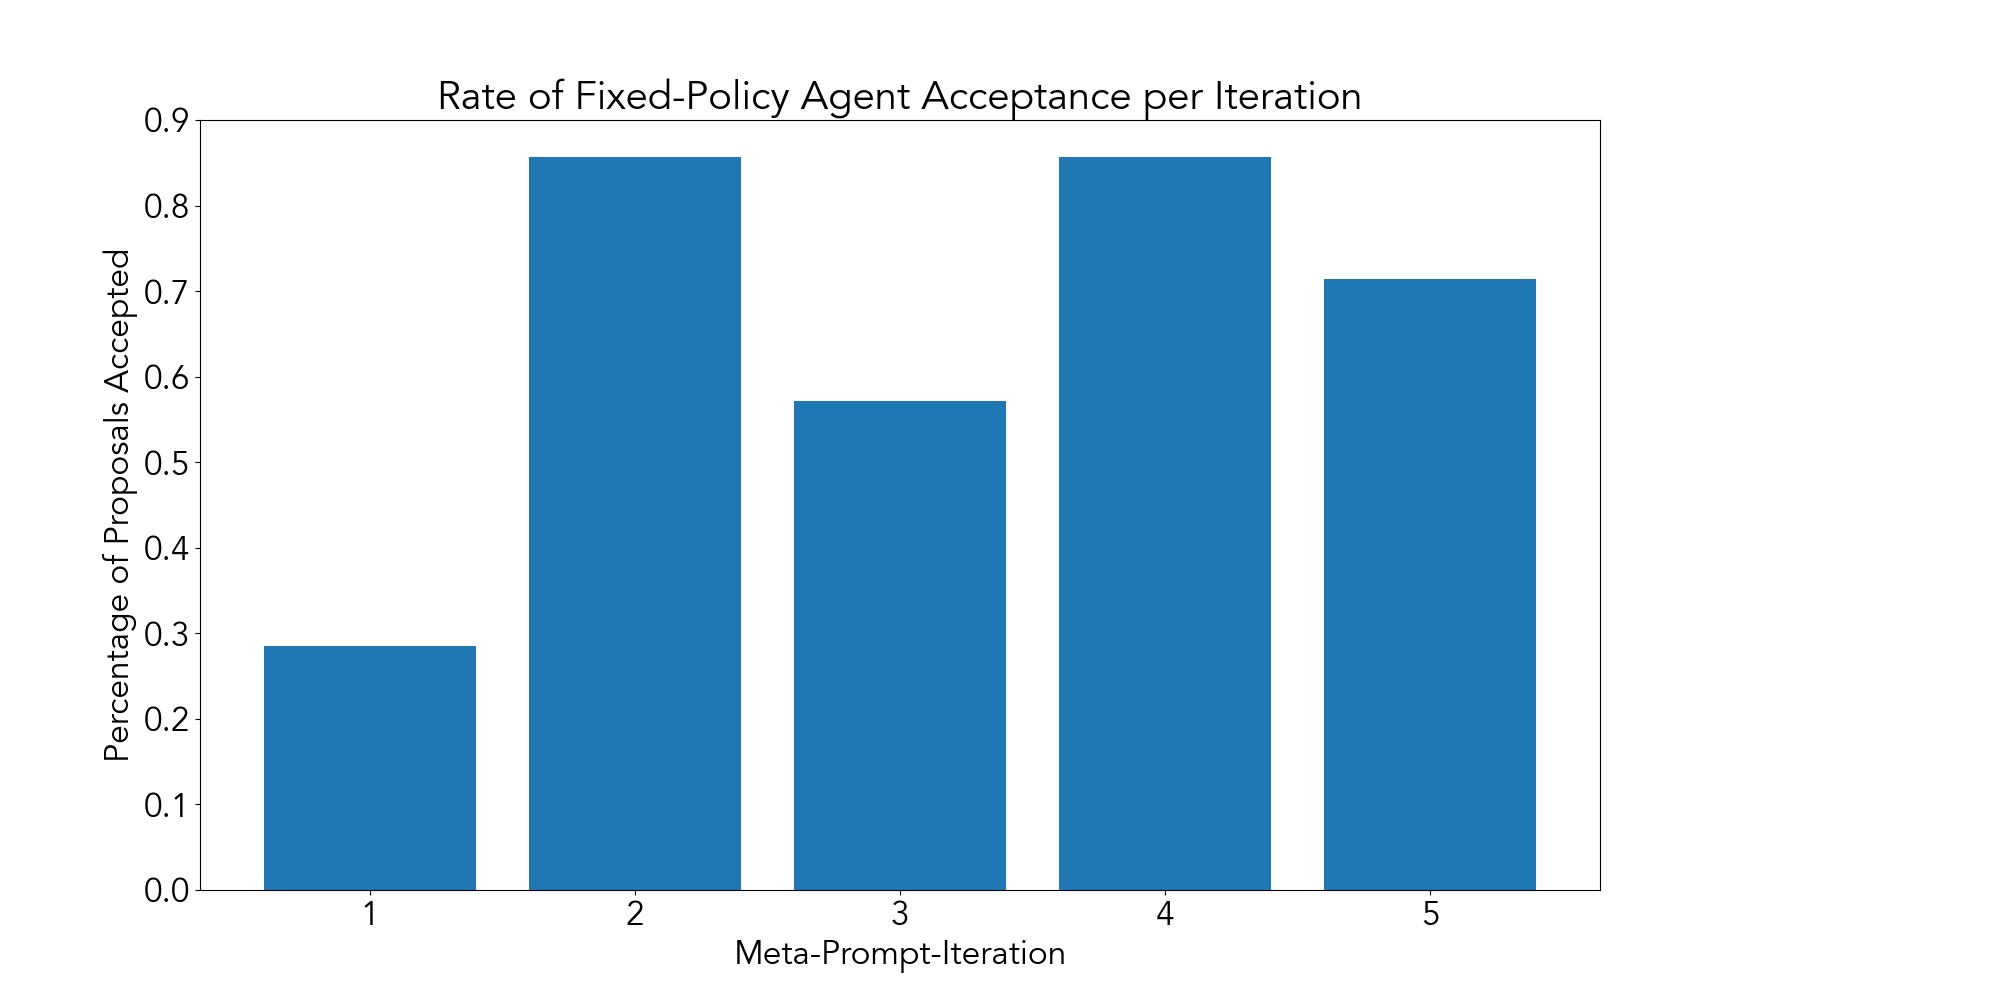 Rate of Fixed-Policy Agent Acceptance per Iteration
Percentage of Proposals Accepted
0.9
0.8
0.7
0.6
0.5
0.4
0.3
0.2
0.1
0.0
1 2 3 4 5
Meta-Prompt-Iteration